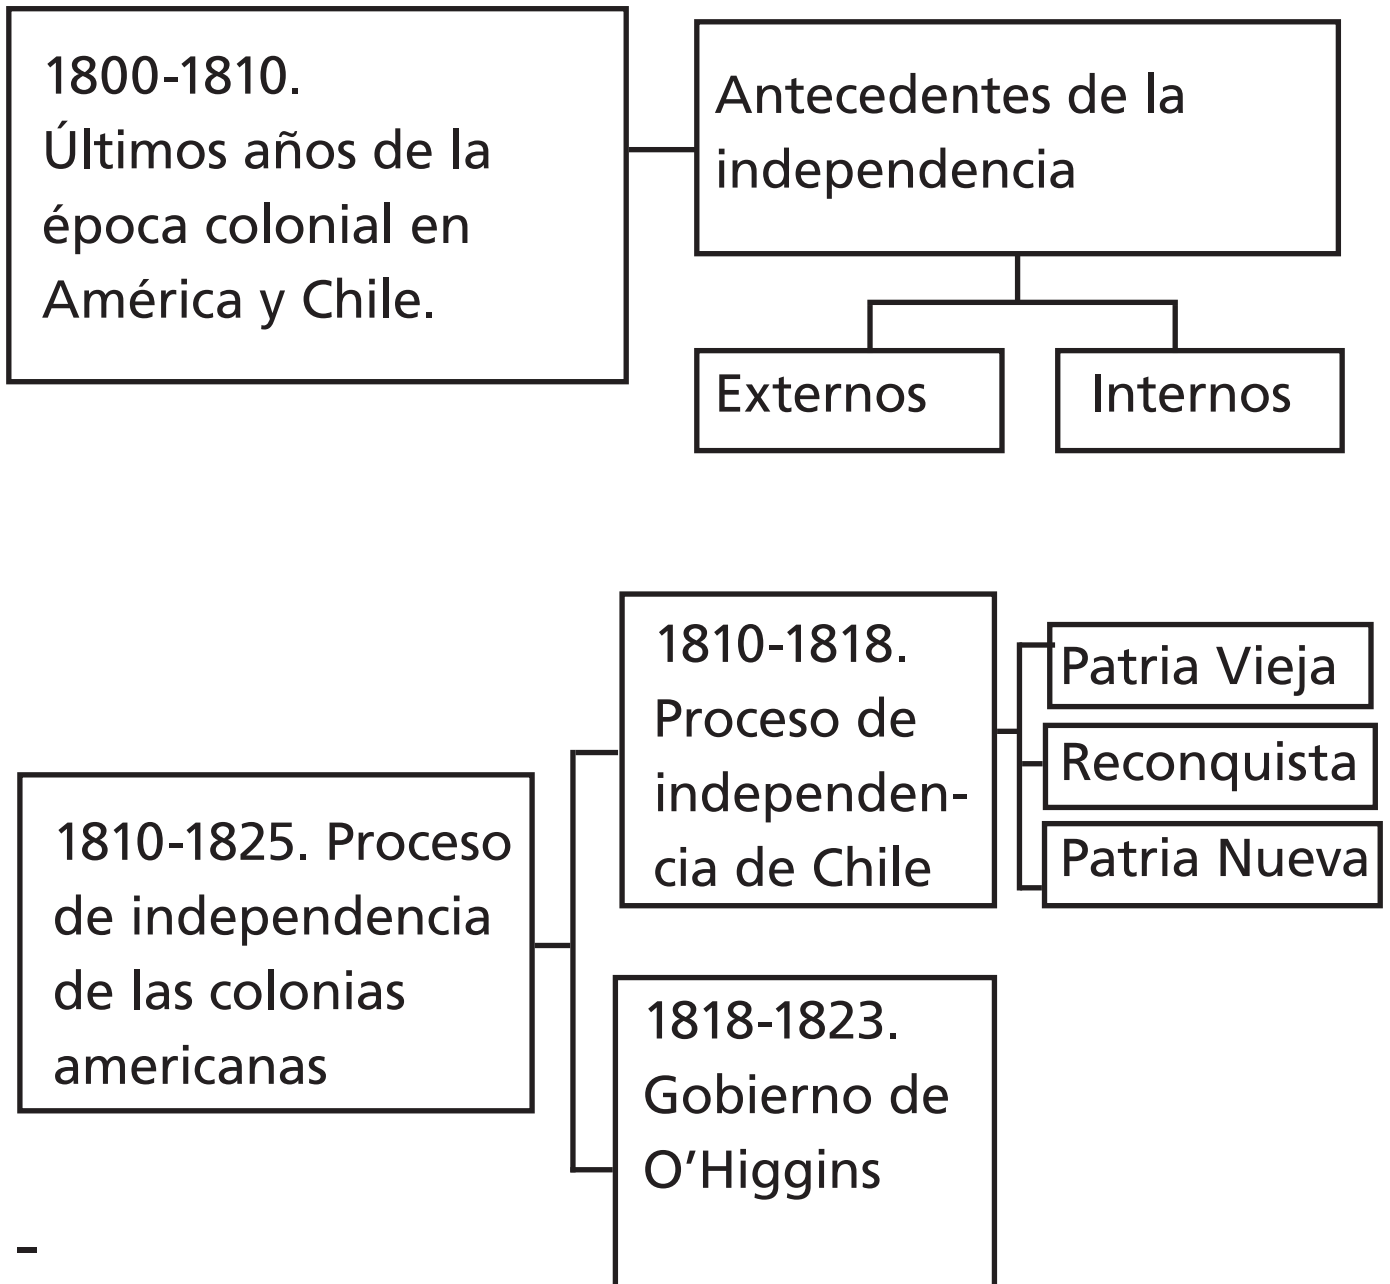 1800-1810.
Últimos años de la
época colonial en
América y Chile.
Antecedentes de la
independencia
Externos
Internos
1810-1825. Proceso
de independencia
de las colonias
americanas
1810-1818.
Proceso de
independen-
cia de Chile
Patria Vieja
Reconquista
Patria Nueva
1818-1823.
Gobierno de
O’Higgins
-